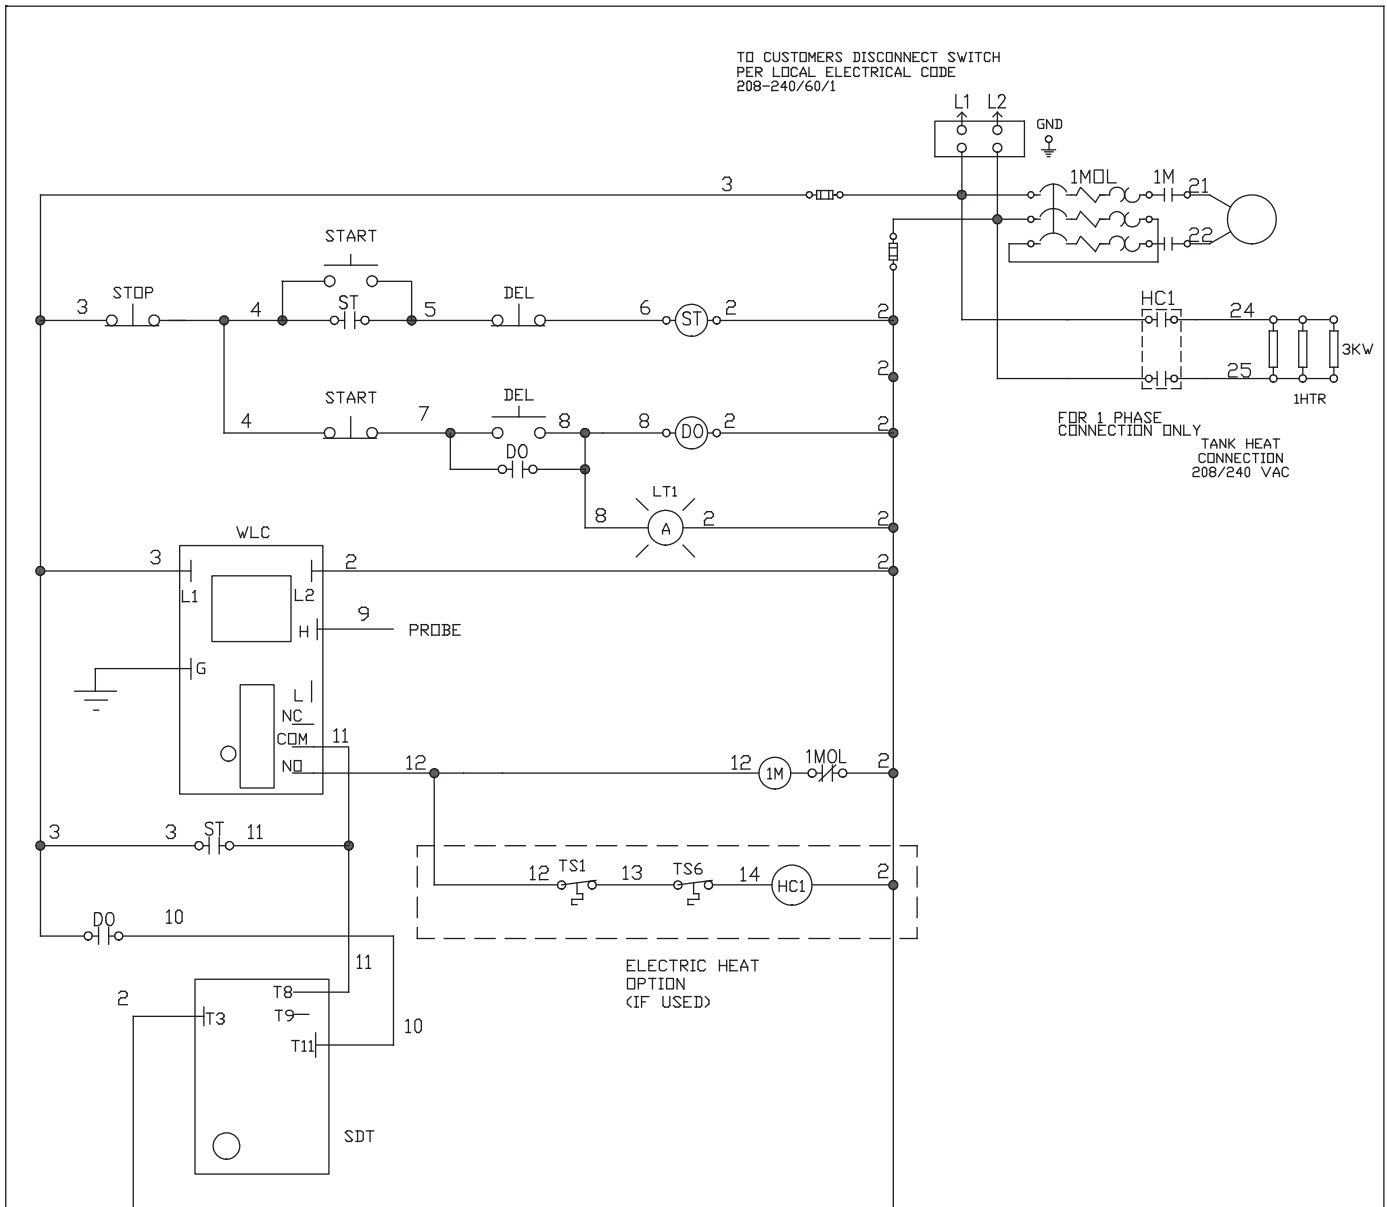 TO CUSTOMERS DISCONNECT SWITCH
PER LOCAL ELECTRICAL CODE
208-240/60/1
L1 L2
GND
3
1MOL 1M 21
22
START
3 STOP 4 ST 5 DEL 6 ST 2 2
HC1 24
3KW
2
25
1HTR
START 7 DEL
4 8 8 DO 2 2
DO
FOR 1 PHASE
CONNECTION ONLY
TANK HEAT
CONNECTION
208/240 VAC
LT1
8 A 2 2
WLC
3 2 2
L1 L2
9
H PROBE
G
L
NC
COM 11
NO 12 12 1M 1MOL 2
3 3 ST 11
12 TS1 13 TS6 14 HC1 2
DO 10
ELECTRIC HEAT
OPTION
(IF USED)
11
T8
2 T3 T9
10
T11
SDT